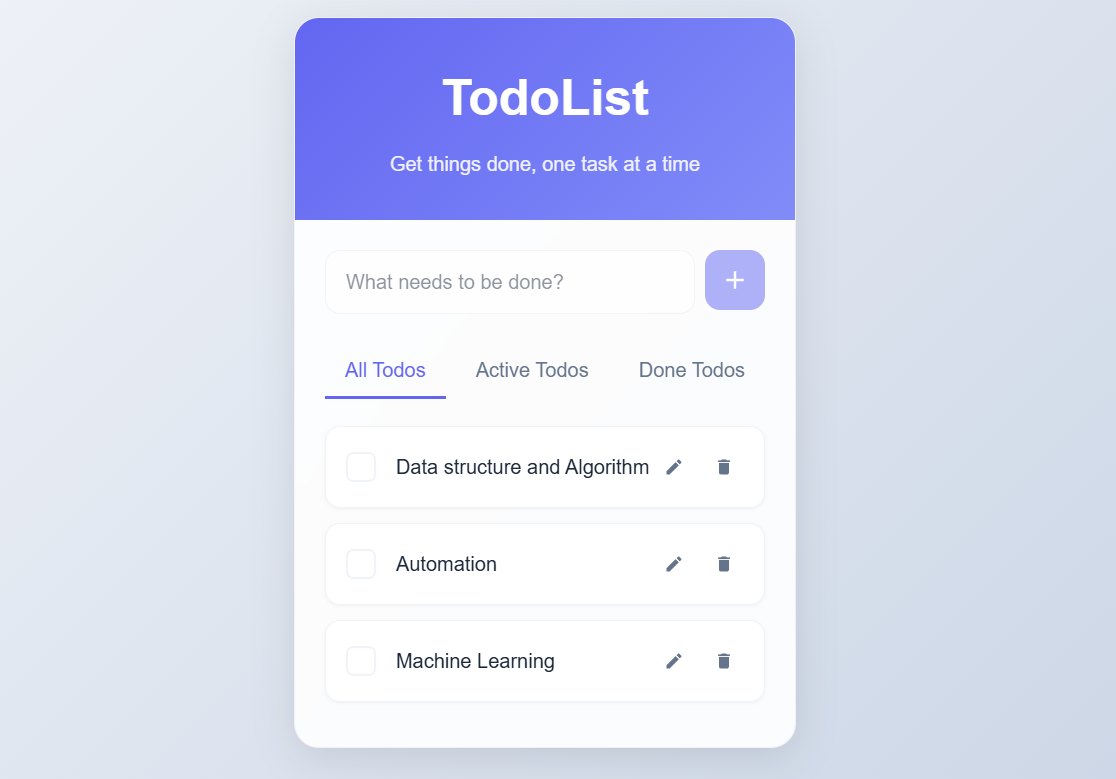 TodoList
Get things done, one task at a time
What needs to be done?
All Todos Active Todos Done Todos
Data structure and Algorithm
Automation
Machine Learning